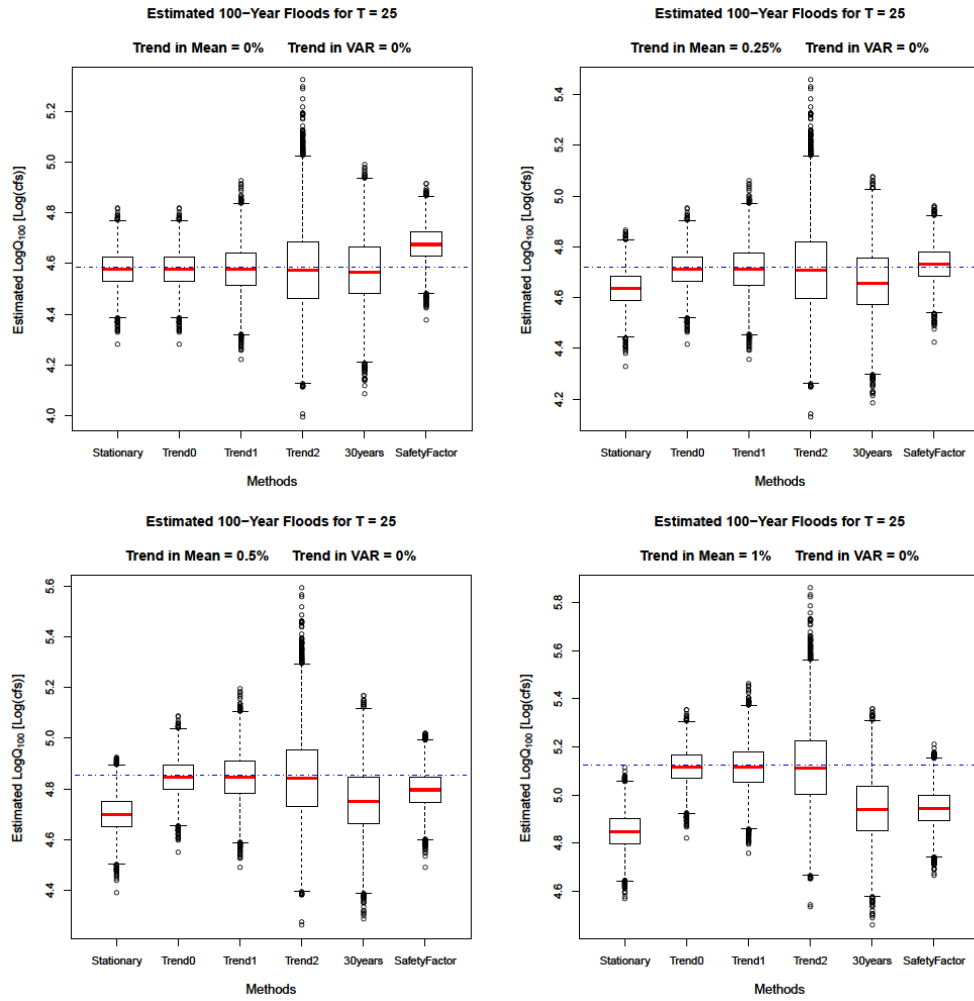 Estimated 100−Year Floods for T = 25
Trend in Mean = 0% Trend in VAR = 0%
Estimated LogQ100 [Log(cfs)]
5.2
5.0
4.8
4.6
4.4
4.2
4.0
Stationary Trend0 Trend1 Trend2 30years SafetyFactor
Methods
Estimated 100−Year Floods for T = 25
Trend in Mean = 0.25% Trend in VAR = 0%
Estimated LogQ100 [Log(cfs)]
5.4
5.2
5.0
4.8
4.6
4.4
4.2
Stationary Trend0 Trend1 Trend2 30years SafetyFactor
Methods
Estimated 100−Year Floods for T = 25
Trend in Mean = 0.5% Trend in VAR = 0%
Estimated LogQ100 [Log(cfs)]
5.6
5.4
5.2
5.0
4.8
4.6
4.4
Stationary Trend0 Trend1 Trend2 30years SafetyFactor
Methods
Estimated 100−Year Floods for T = 25
Trend in Mean = 1% Trend in VAR = 0%
Estimated LogQ100 [Log(cfs)]
5.8
5.6
5.4
5.2
5.0
4.8
4.6
Stationary Trend0 Trend1 Trend2 30years SafetyFactor
Methods